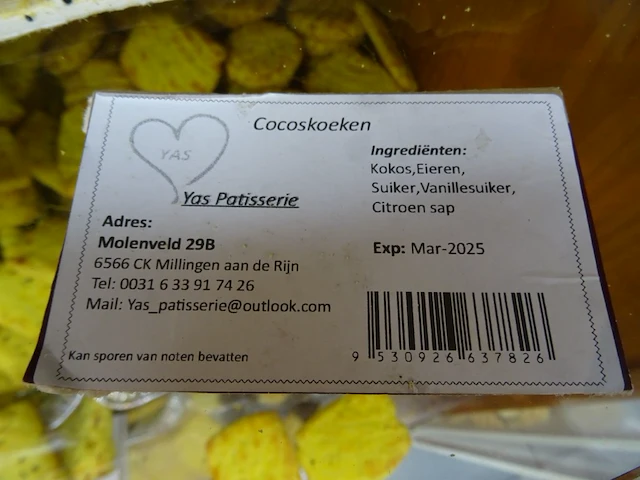 Cocoskoeken
YAS
Yas Patisserie
Adres:
Molenveld 29B
6566 CK Millingen aan de Rijn
Tel: 0031 6 33 91 74 26
Mail: Yas_patisserie@outlook.com
Kan sporen van noten bevatten
Ingrediënten:
Kokos,Eieren,
Suiker,Vanillesuiker,
Citroen sap
Exp: Mar-2025
9 530926 637826